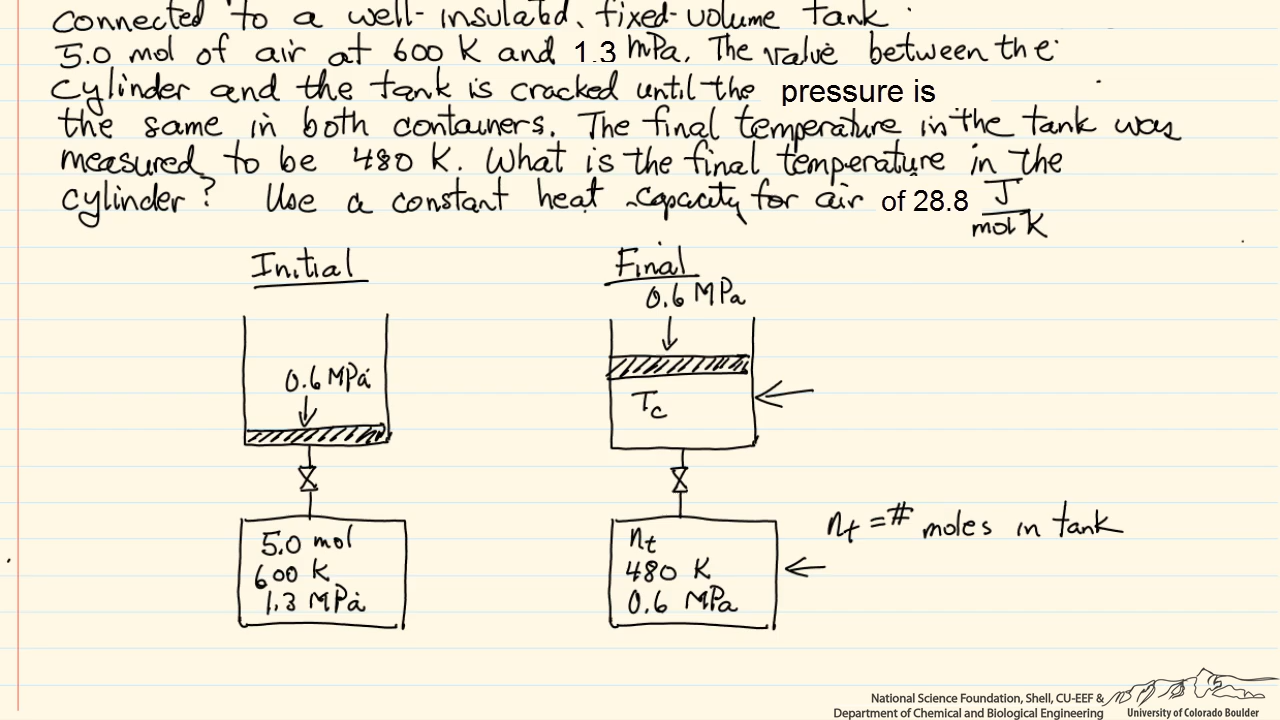 connected to a well-insulatd, fixed-volume tank.
5.0 mol of air at 600 K and 1.3 MPa. The valve between the
cylinder and the tank is cracked until the pressure is
the same in both containers. The final temperature in the tank was
measured to be 480 K. What is the final temperature in the
cylinder? Use a constant heat capacity for air of 28.8 J/mol K
Initial
Final
0.6 MPa
0.6 MPa
Tc
nt = # moles in tank
5.0 mol
600 K
1.3 MPa
nt
480 K
0.6 MPa
National Science Foundation, Shell, CU-EEF &
Department of Chemical and Biological Engineering
University of Colorado Boulder